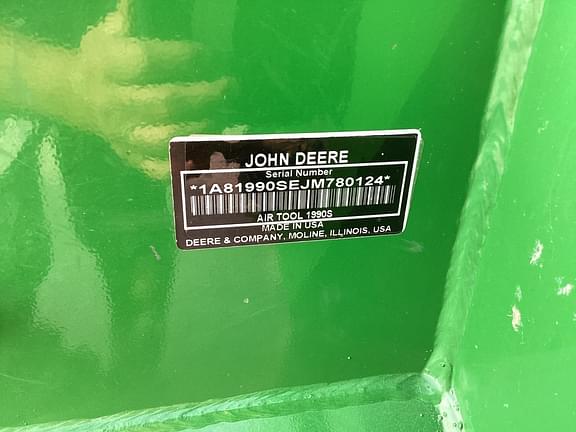 JOHN DEERE
Serial Number
*1A81990SEJM780124*
AIR TOOL 1990S
MADE IN USA
DEERE & COMPANY, MOLINE, ILLINOIS, USA